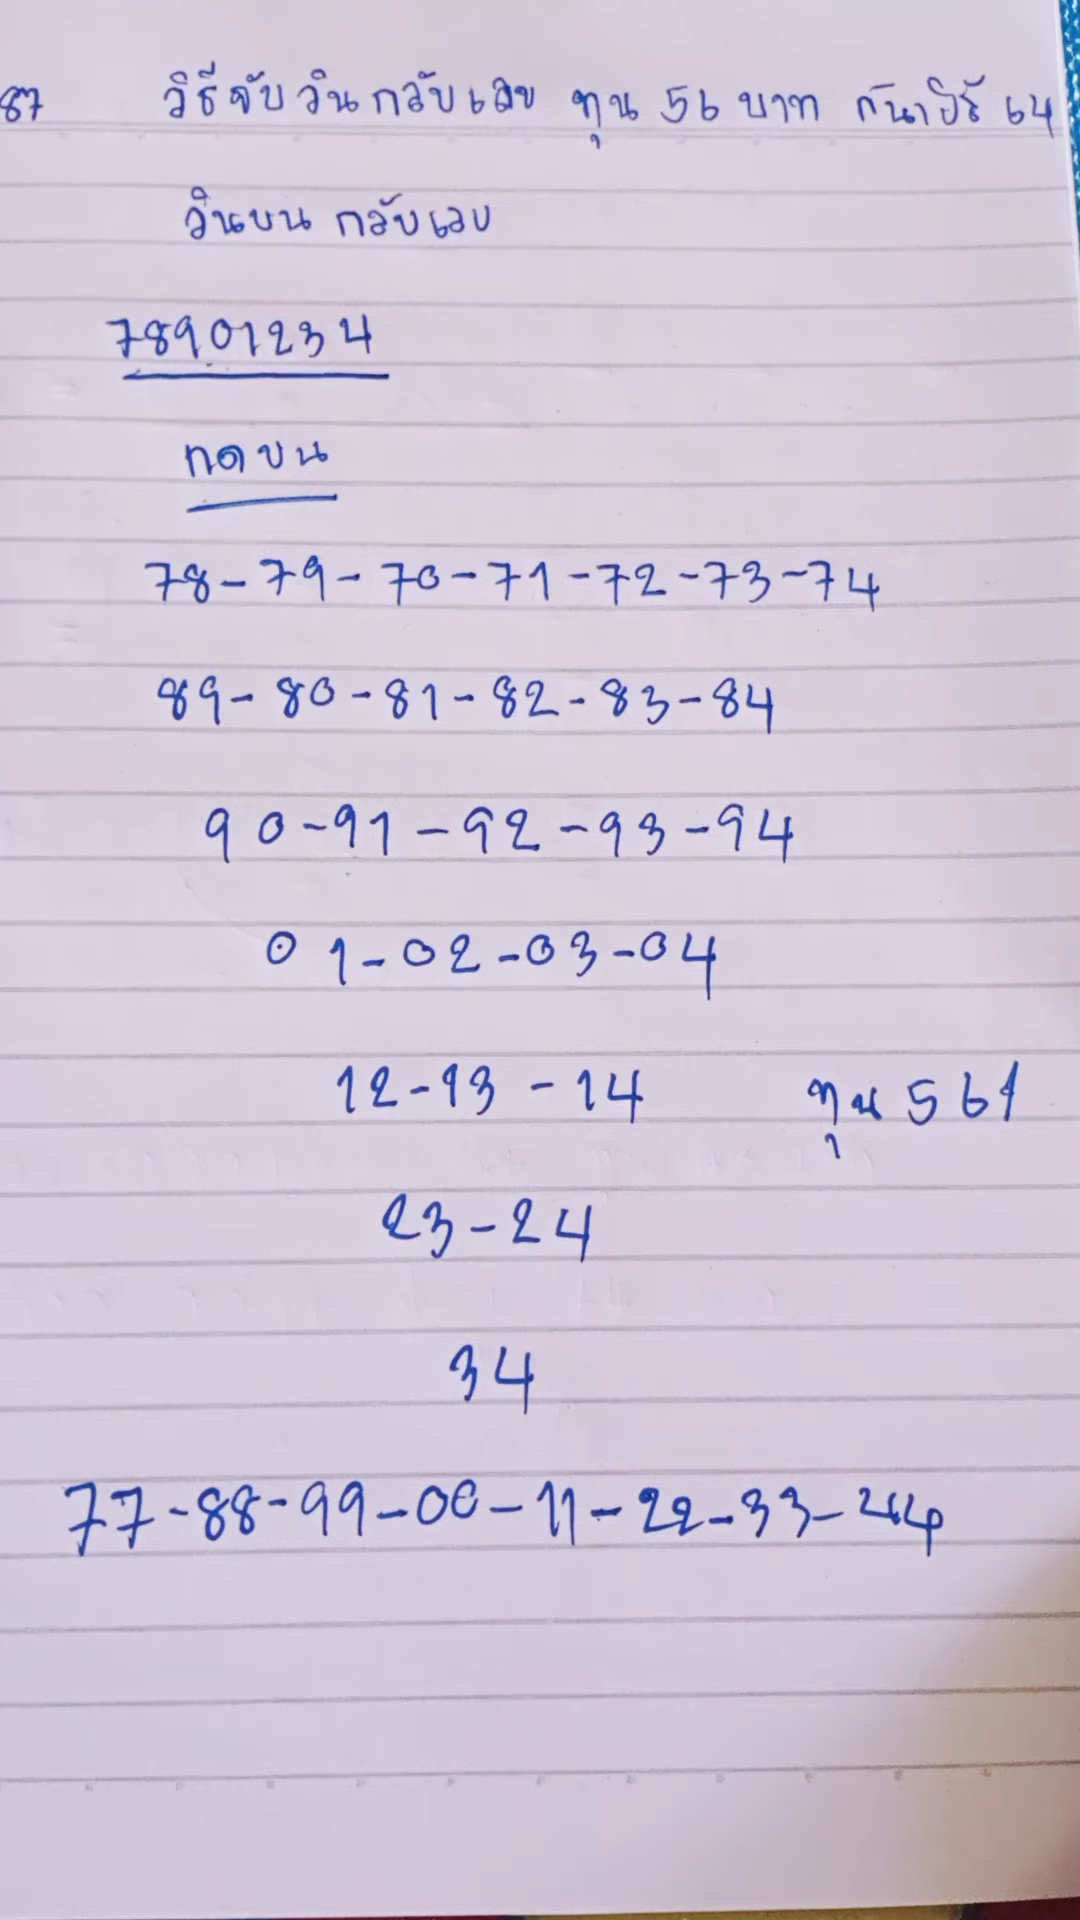 87 วิธีจับวินกลับเลข ทุน 56 บาท กันยายน 64
วินบน กลับเลข
78901234
กดบน
78-79-70-71-72-73-74
89-80-81-82-83-84
90-91-92-93-94
01-02-03-04
12-13-14 ทุน 56฿
23-24
34
77-88-99-00-11-22-33-44